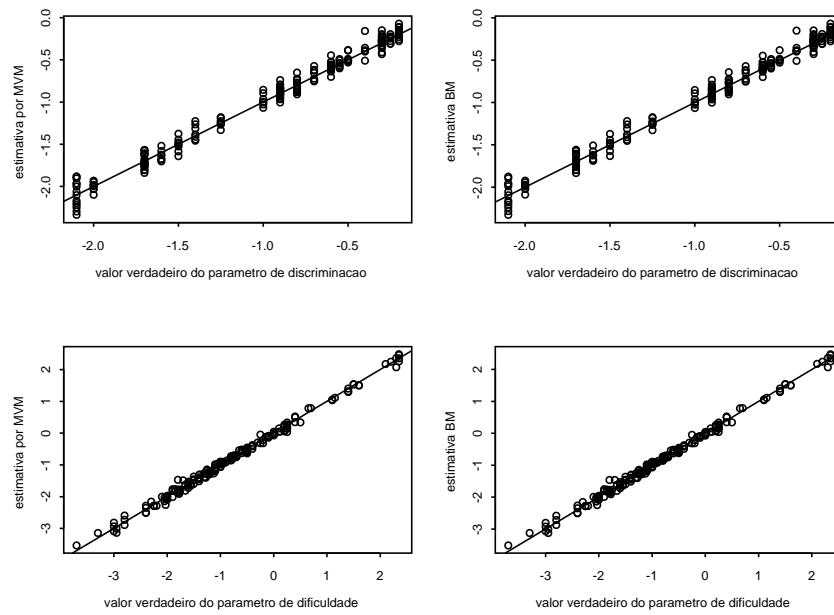 estimativa por MVM
0.0
-0.5
-1.0
-1.5
-2.0
-2.0 -1.5 -1.0 -0.5
valor verdadeiro do parametro de discriminacao
estimativa BM
0.0
-0.5
-1.0
-1.5
-2.0
-2.0 -1.5 -1.0 -0.5
valor verdadeiro do parametro de discriminacao
estimativa por MVM
2
1
0
-1
-2
-3
-3 -2 -1 0 1 2
valor verdadeiro do parametro de dificuldade
estimativa BM
2
1
0
-1
-2
-3
-3 -2 -1 0 1 2
valor verdadeiro do parametro de dificuldade